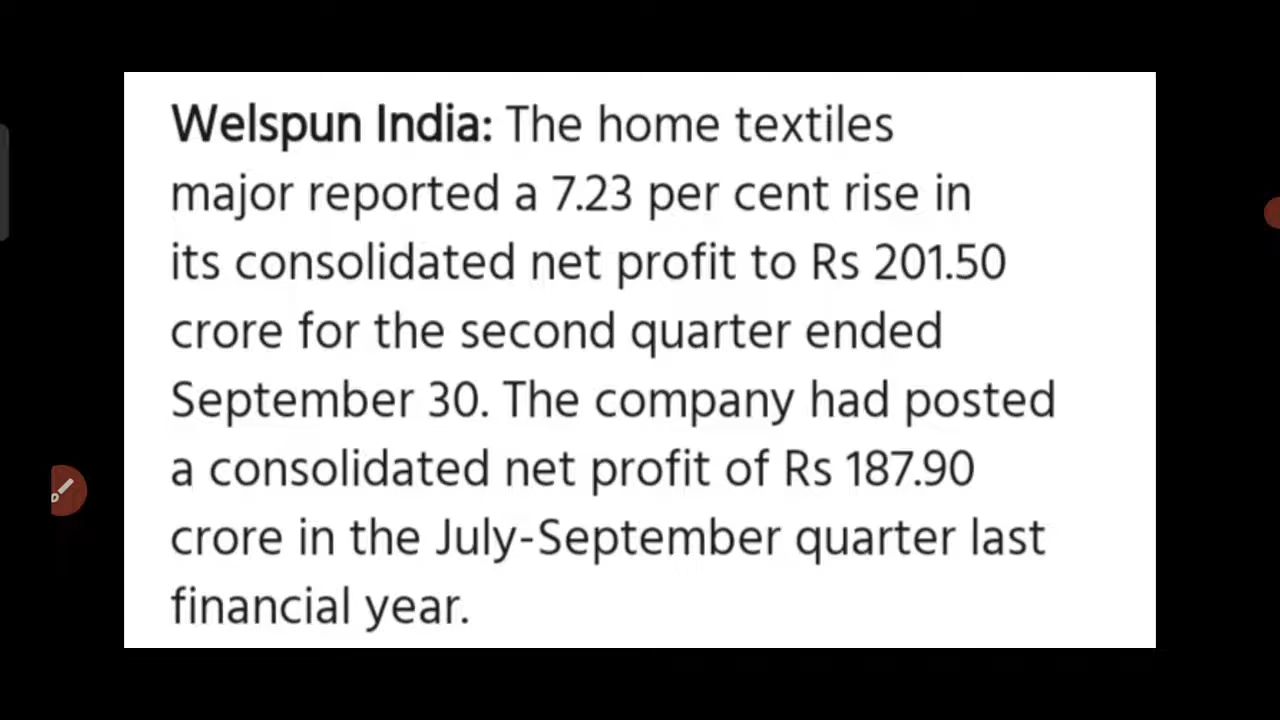 Welspun India: The home textiles
major reported a 7.23 per cent rise in
its consolidated net profit to Rs 201.50
crore for the second quarter ended
September 30. The company had posted
a consolidated net profit of Rs 187.90
crore in the July-September quarter last
financial year.